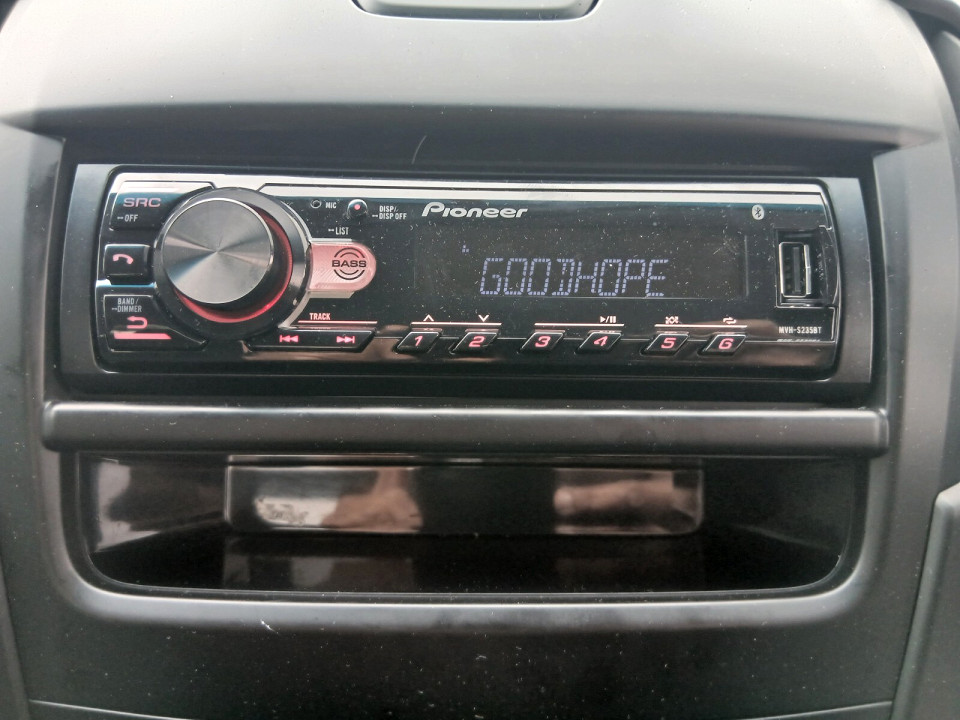 SRC
←OFF
MIC
DISP/
←DISP OFF
Pioneer
←LIST
BASS
GOODHOPE
BAND/
←DIMMER
TRACK
1 2 3 4 5 6
MVH-S235BT